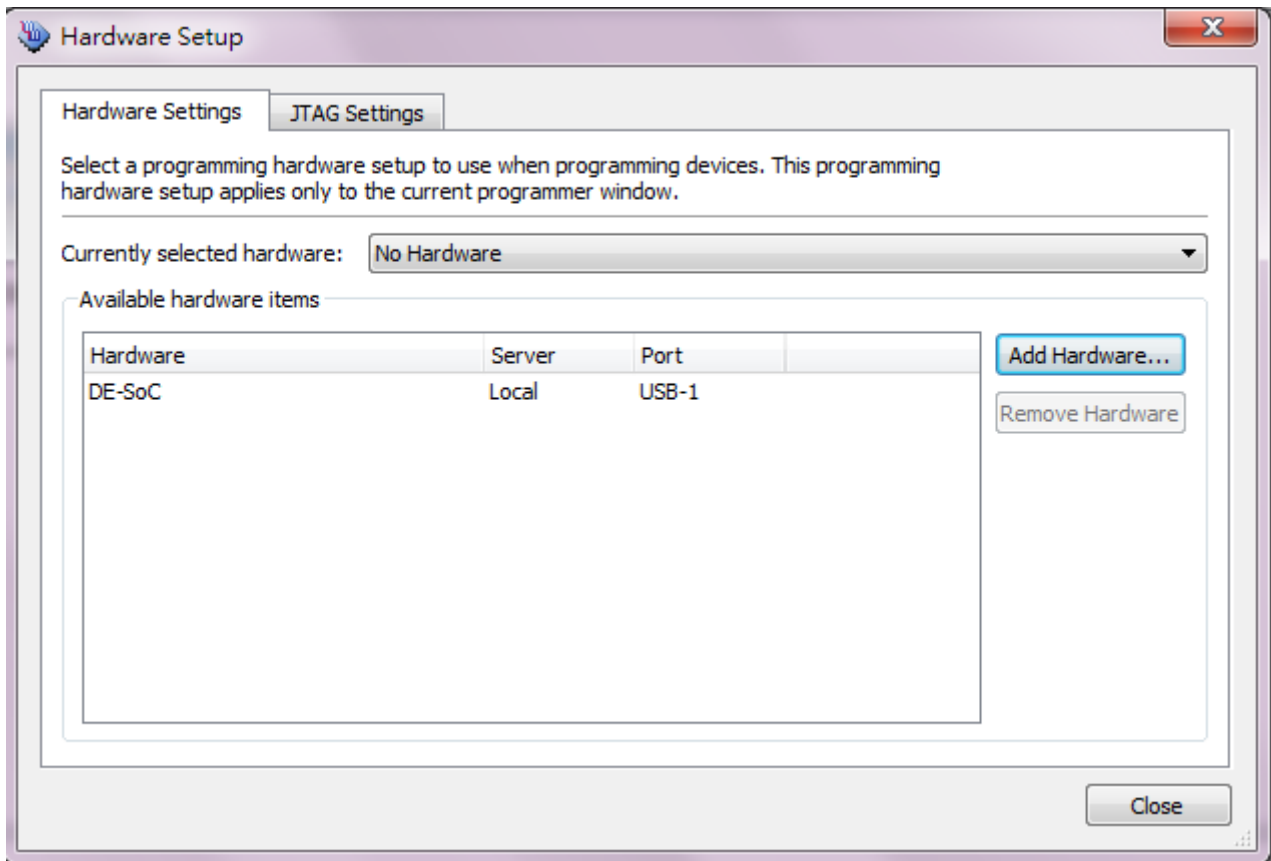 Hardware Setup
Hardware Settings
JTAG Settings
Select a programming hardware setup to use when programming devices. This programming
hardware setup applies only to the current programmer window.
Currently selected hardware: No Hardware
Available hardware items
Hardware Server Port
Add Hardware...
DE-SoC Local USB-1
Remove Hardware
Close